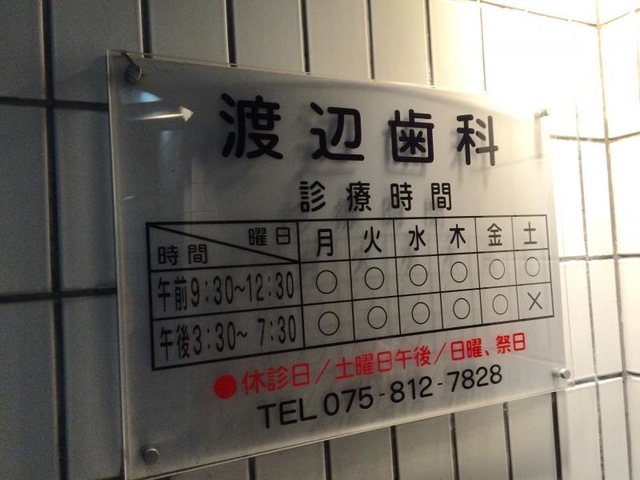 渡辺歯科
診療時間
曜日 時間 月 火 水 木 金 土
午前9:30~12:30 ○ ○ ○ ○ ○ ○
午後3:30~ 7:30 ○ ○ ○ ○ ○ ×
●休診日/土曜日午後/日曜、祭日
TEL 075-812-7828